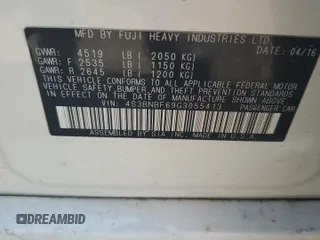 MFD BY FUJI HEAVY INDUSTRIES LTD. DATE: 04/16
GVWR: 4519 LB ( 2050 KG)
GAWR: F 2535 LB ( 1150 KG)
GAWR: R 2645 LB ( 1200 KG)
THIS VEHICLE CONFORMS TO ALL APPLICABLE FEDERAL MOTOR
VEHICLE SAFETY, BUMPER, AND THEFT PREVENTION STANDARDS
IN EFFECT ON THE DATE OF MANUFACTURE SHOWN ABOVE.
VIN: 4S3BNBF69G3055413 PASSENGER CAR
ASSEMBLED BY SIA INC. MADE IN U.S.A
DREAMBID